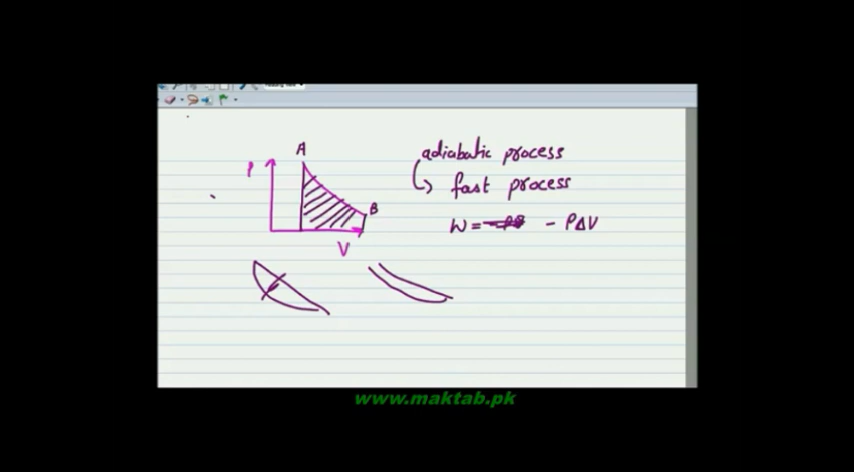 A
adiabatic process
P
fast process
B
W = - PΔV
V
www.maktab.pk